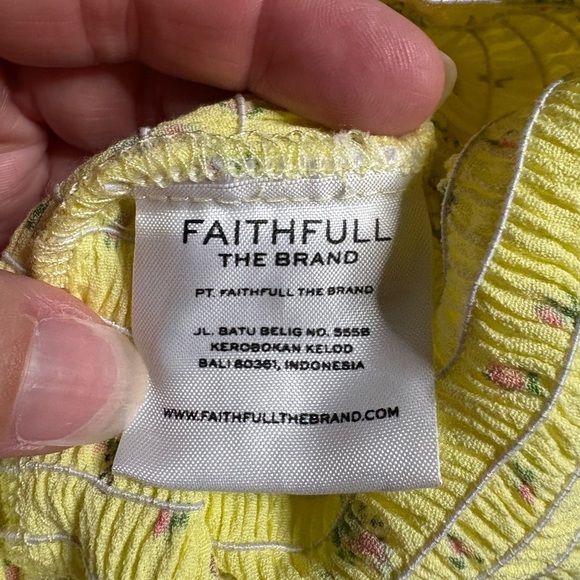 FAITHFULL
THE BRAND
PT. FAITHFULL THE BRAND
JL. BATU BELIG NO. 565B
KEROBOKAN KELOD
BALI 80361, INDONESIA
WWW.FAITHFULLTHEBRAND.COM